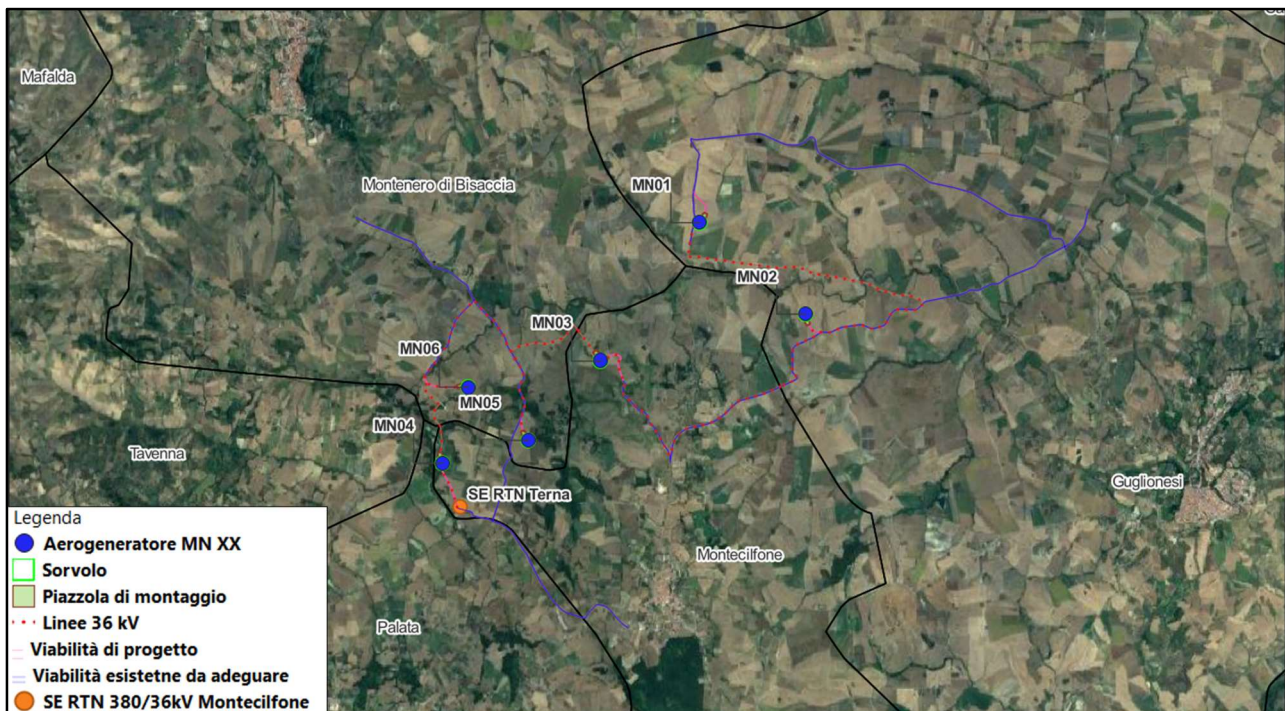 Mafalda
Montenero di Bisaccia
MN01
MN02
MN03
MN06
MN05
MN04
Tavenna
SE RTN Terna
Guglionesi
Montecilfone
Palata
Legenda
Aerogeneratore MN XX
Sorvolo
Piazzola di montaggio
Linee 36 kV
Viabilità di progetto
Viabilità esistetne da adeguare
SE RTN 380/36kV Montecilfone